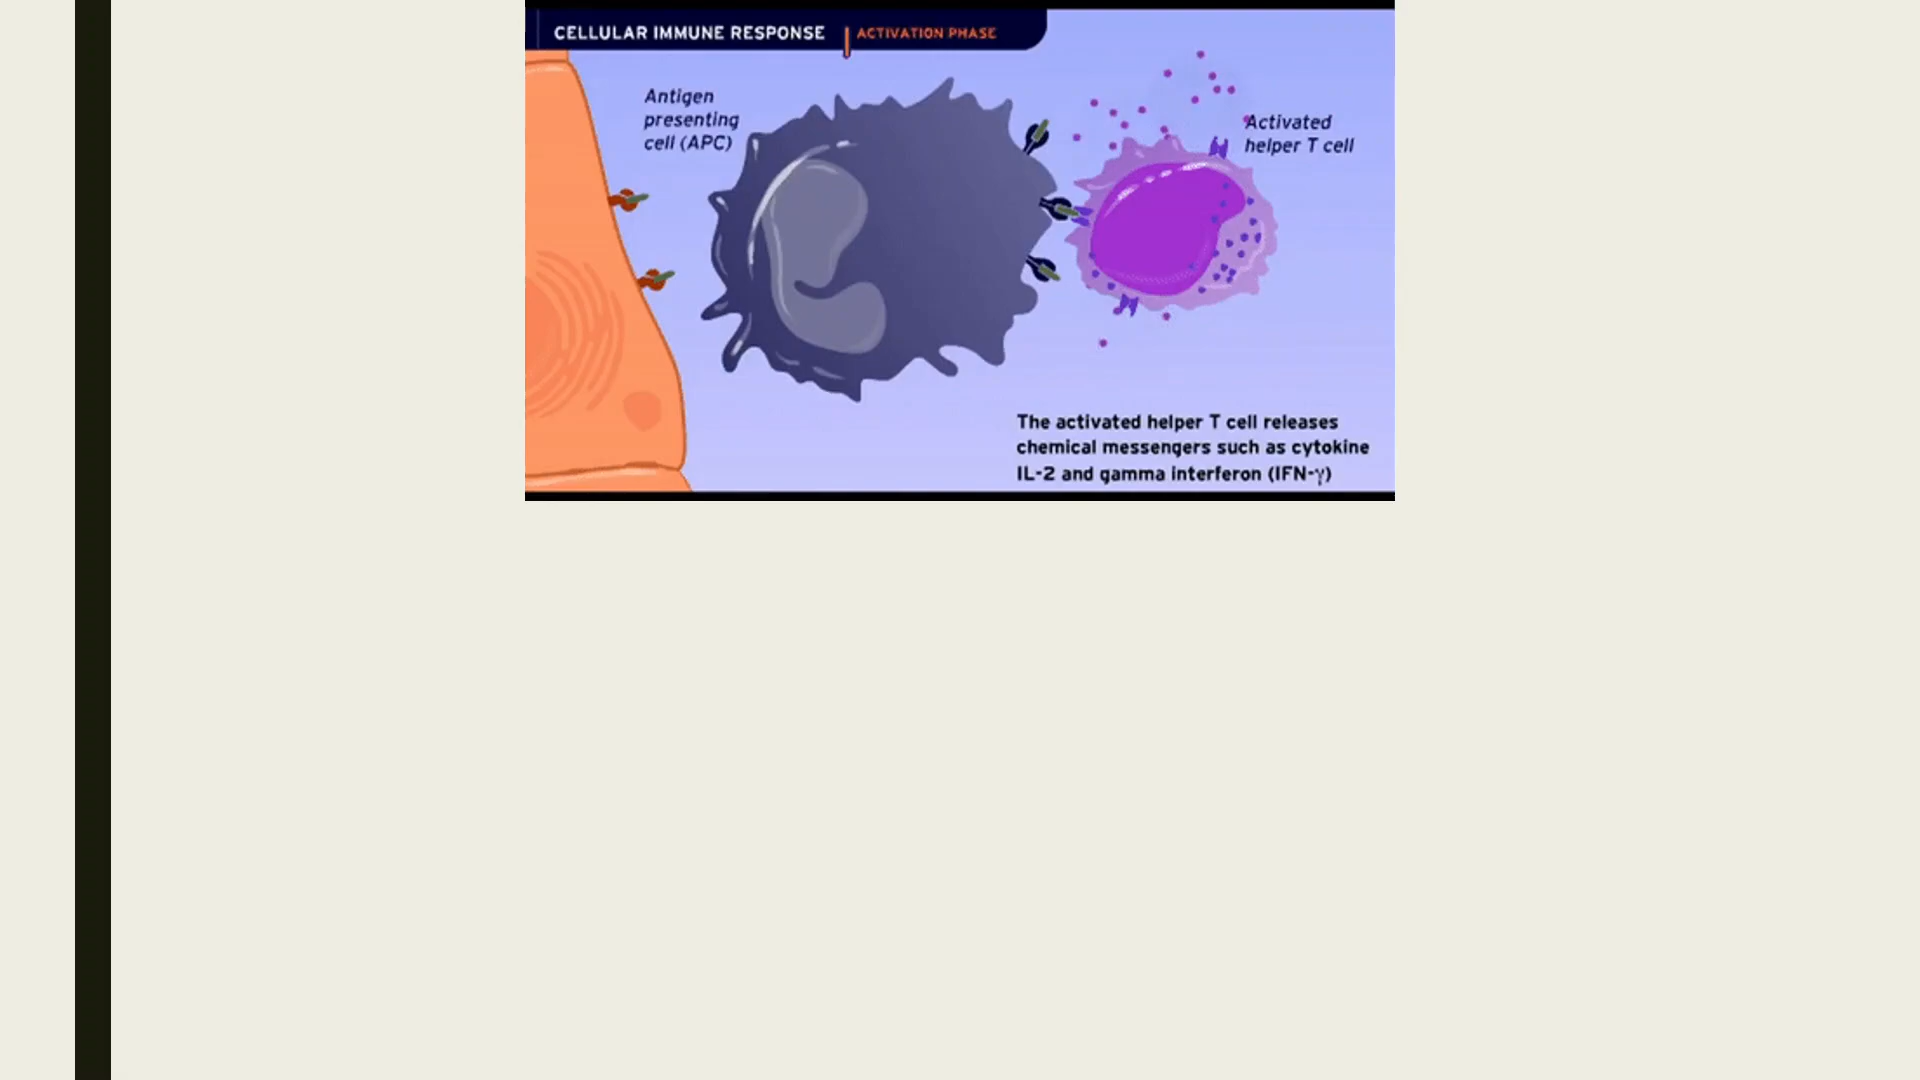 CELLULAR IMMUNE RESPONSE ACTIVATION PHASE
Antigen
presenting
cell (APC)
Activated
helper T cell
The activated helper T cell releases
chemical messengers such as cytokine
IL-2 and gamma interferon (IFN-γ)